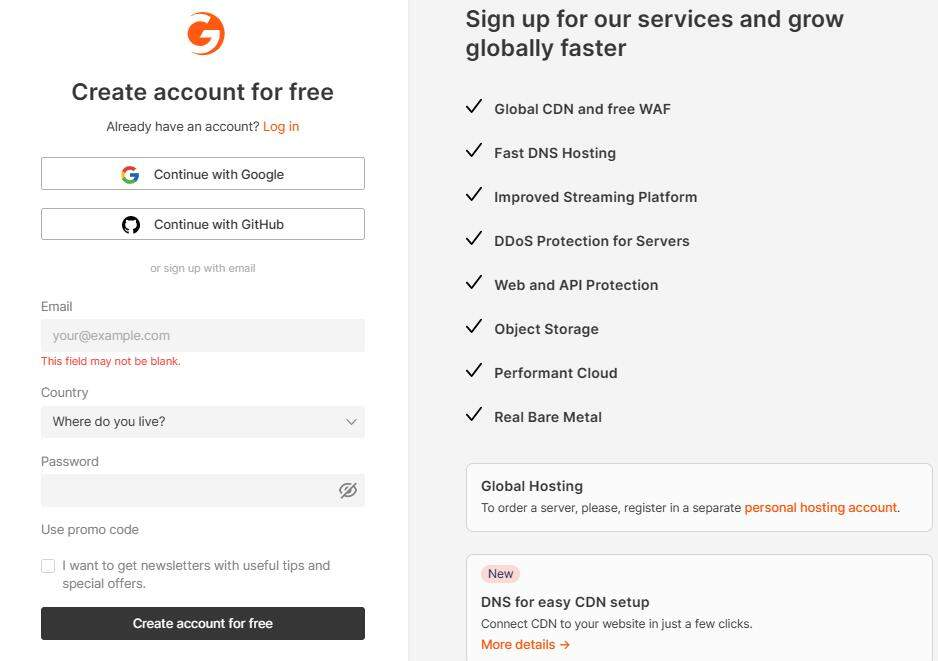 Create account for free
Already have an account? Log in
Continue with Google
Continue with GitHub
or sign up with email
Email
your@example.com
This field may not be blank.
Country
Where do you live?
Password
Use promo code
I want to get newsletters with useful tips and
special offers.
Create account for free
Sign up for our services and grow
globally faster
Global CDN and free WAF
Fast DNS Hosting
Improved Streaming Platform
DDoS Protection for Servers
Web and API Protection
Object Storage
Performant Cloud
Real Bare Metal
Global Hosting
To order a server, please, register in a separate personal hosting account.
New
DNS for easy CDN setup
Connect CDN to your website in just a few clicks.
More details →